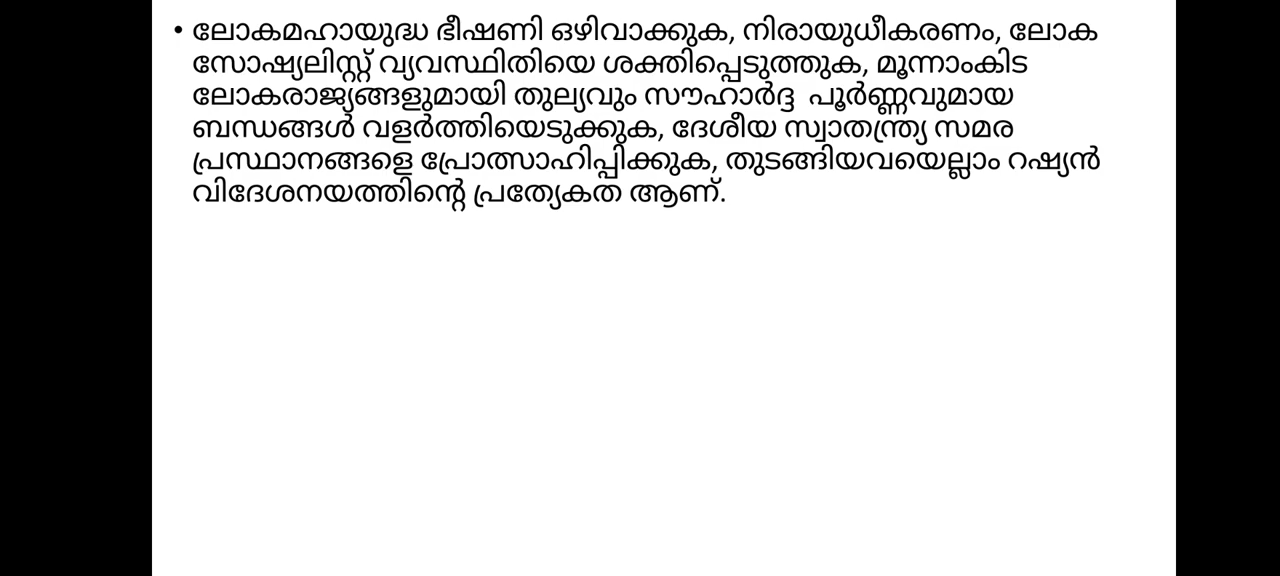 • ലോകമഹായുദ്ധ ഭീഷണി ഒഴിവാക്കുക, നിരായുധീകരണം, ലോക
സോഷ്യലിസ്റ്റ് വ്യവസ്ഥിതിയെ ശക്തിപ്പെടുത്തുക, മൂന്നാംകിട
ലോകരാജ്യങ്ങളുമായി തുല്യവും സൗഹാർദ്ദ  പൂർണ്ണവുമായ
ബന്ധങ്ങൾ വളർത്തിയെടുക്കുക, ദേശീയ സ്വാതന്ത്ര്യ സമര
പ്രസ്ഥാനങ്ങളെ പ്രോത്സാഹിപ്പിക്കുക, തുടങ്ങിയവയെല്ലാം റഷ്യൻ
വിദേശനയത്തിന്റെ പ്രത്യേകത ആണ്.